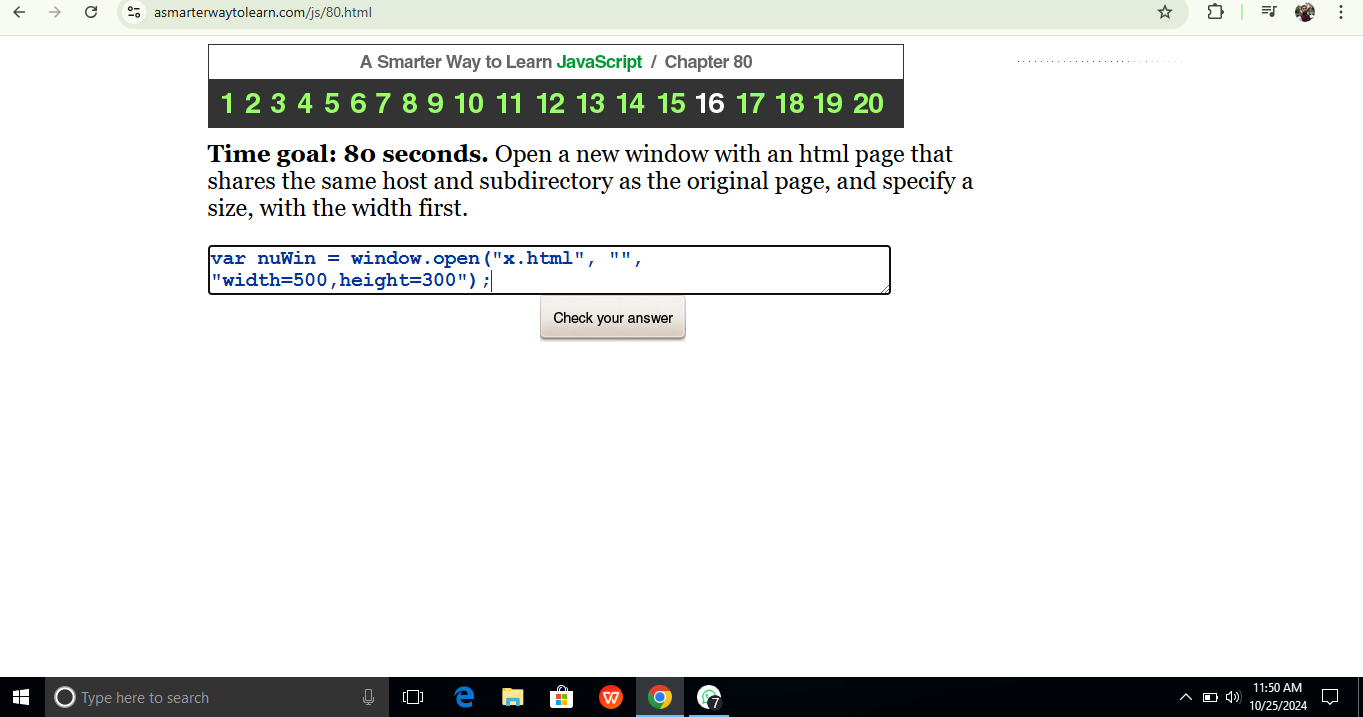 asmarterwaytolearn.com/js/80.html
A Smarter Way to Learn JavaScript / Chapter 80
1 2 3 4 5 6 7 8 9 10 11 12 13 14 15 16 17 18 19 20
Time goal: 80 seconds. Open a new window with an html page that
shares the same host and subdirectory as the original page, and specify a
size, with the width first.
var nuWin = window.open("x.html", "",
"width=500,height=300");
Check your answer
Type here to search
7
11:50 AM
10/25/2024